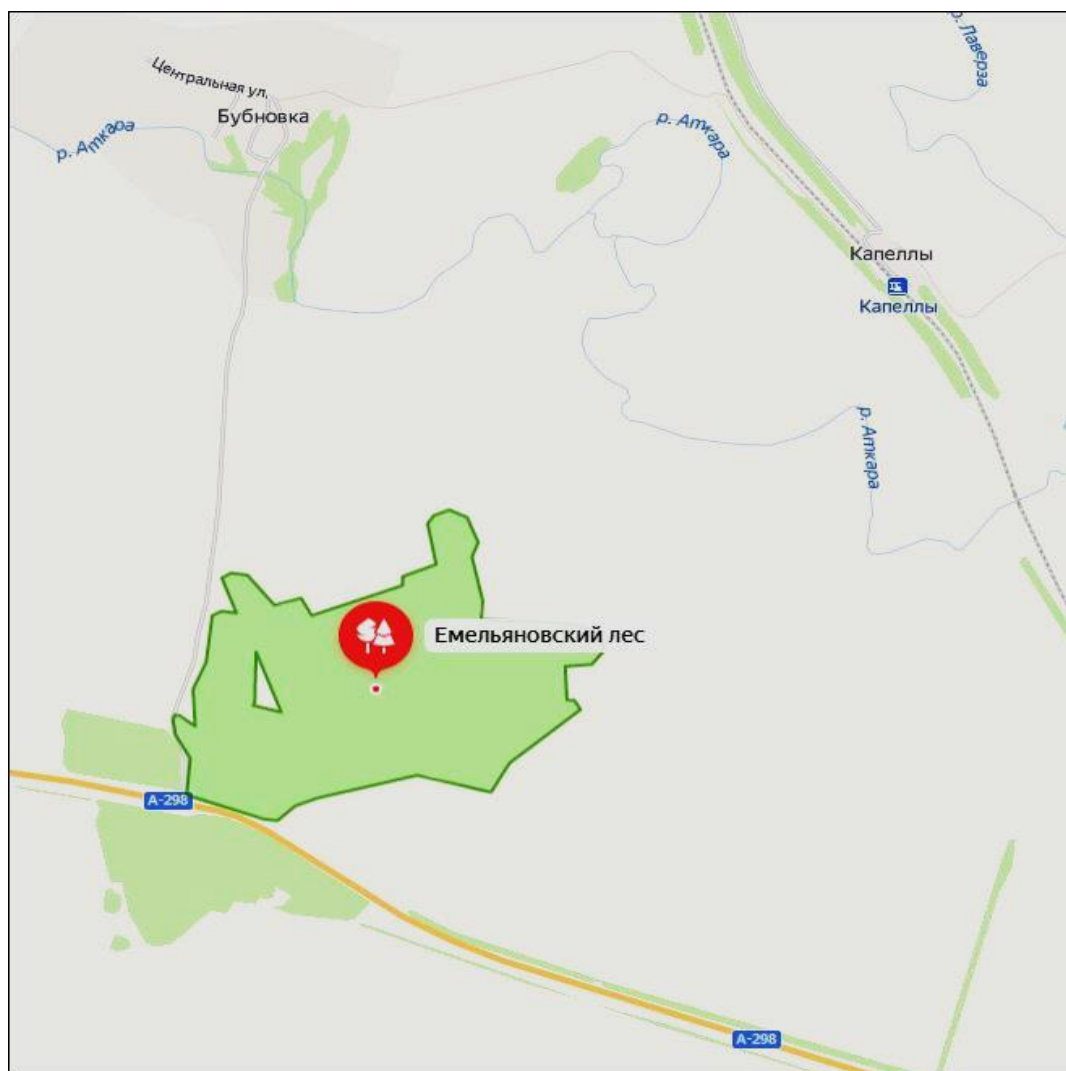 р. Лаверза
Центральная ул.
Бубновка
р. Аткара
р. Аткара
Капеллы
Капеллы
р. Аткара
Емельяновский лес
А-298
А-298